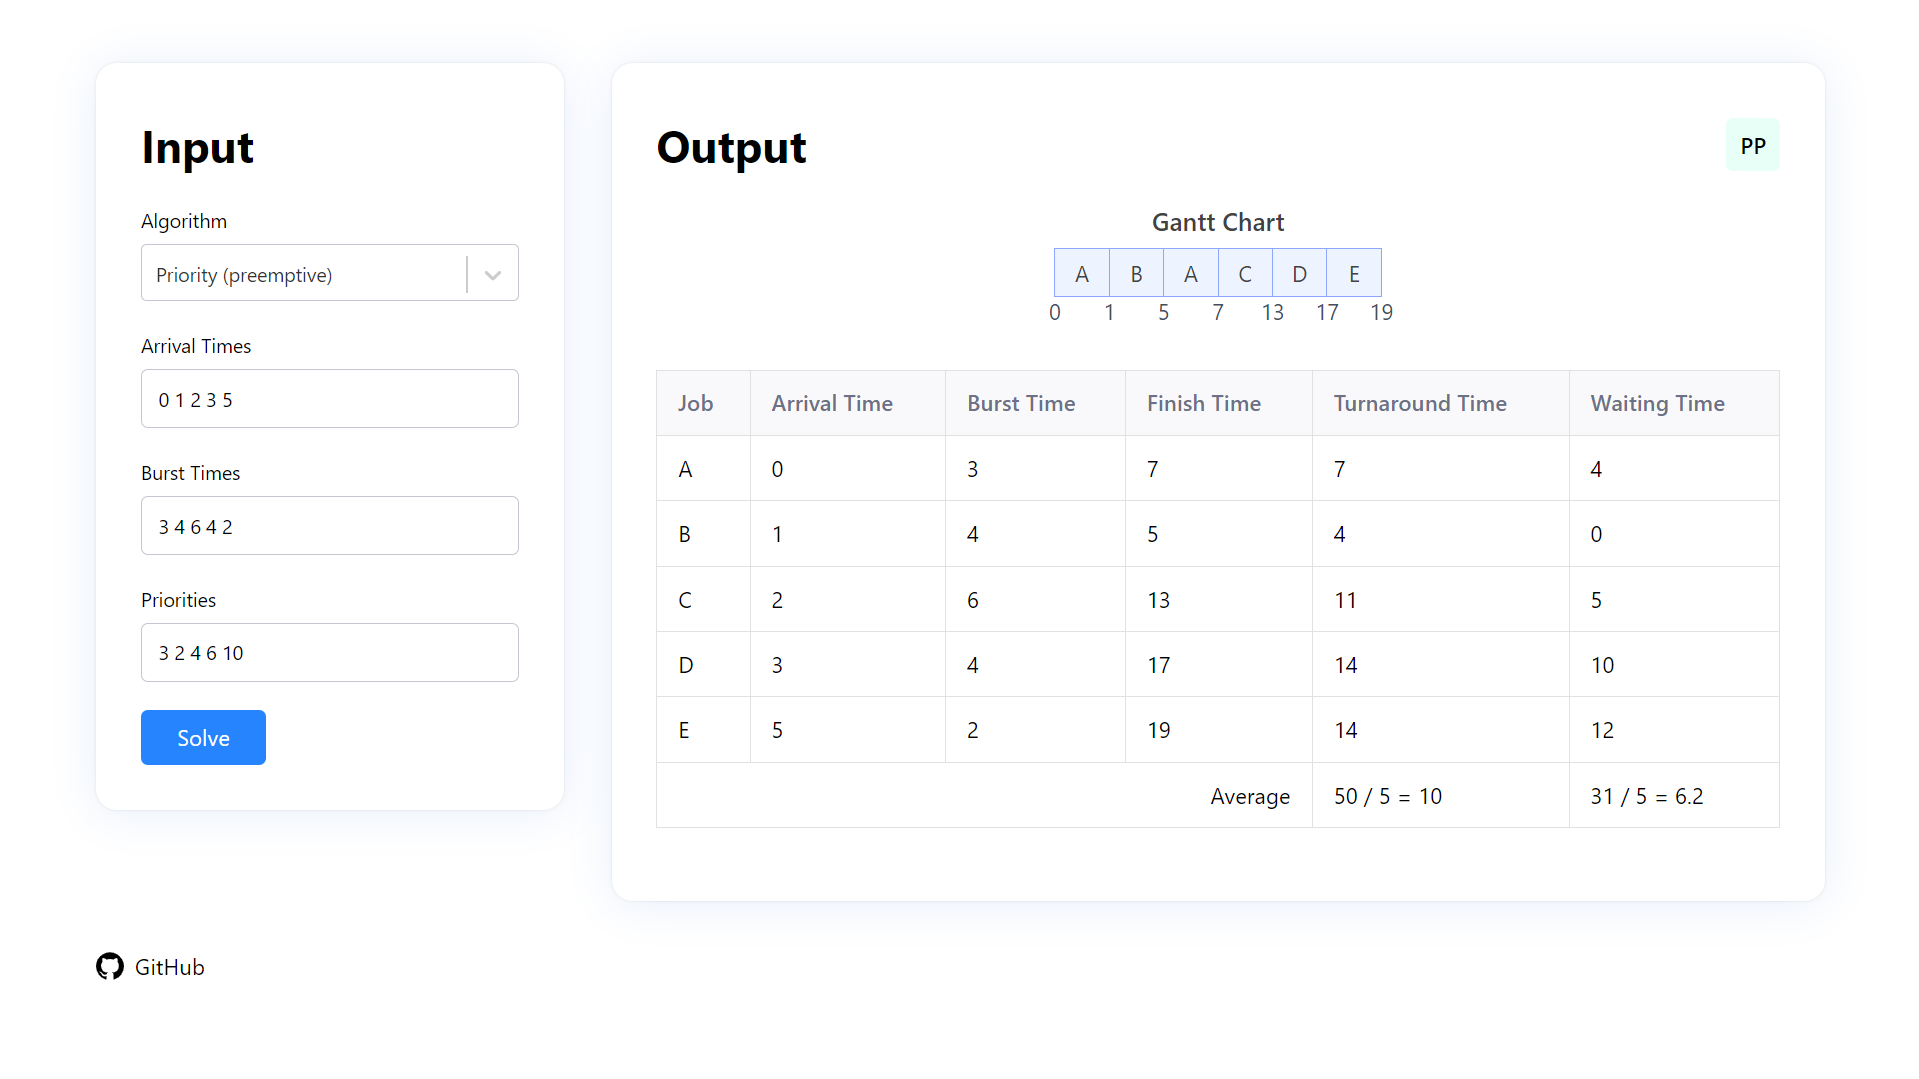 Input
Algorithm
Priority (preemptive)
Arrival Times
0 1 2 3 5
Burst Times
3 4 6 4 2
Priorities
3 2 4 6 10
Solve
Output
PP
Gantt Chart
A B A C D E
0 1 5 7 13 17 19
Job Arrival Time Burst Time Finish Time Turnaround Time Waiting Time
A 0 3 7 7 4
B 1 4 5 4 0
C 2 6 13 11 5
D 3 4 17 14 10
E 5 2 19 14 12
Average 50 / 5 = 10 31 / 5 = 6.2
GitHub